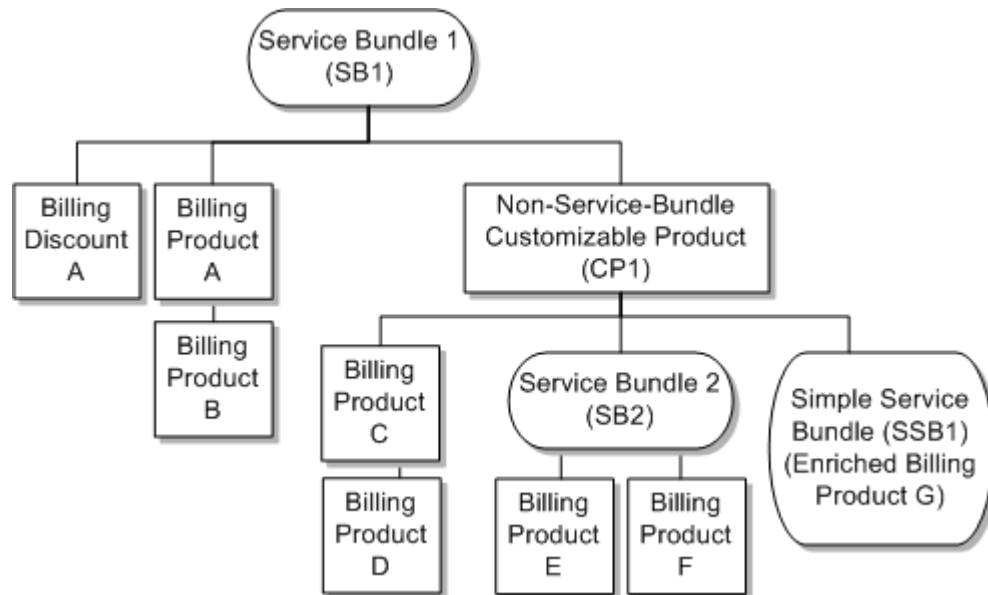 Service Bundle 1
(SB1)
Billing
Discount
A
Billing
Product
A
Non-Service-Bundle
Customizable Product
(CP1)
Billing
Product
B
Billing
Product
C
Service Bundle 2
(SB2)
Simple Service
Bundle (SSB1)
(Enriched Billing
Product G)
Billing
Product
D
Billing
Product
E
Billing
Product
F